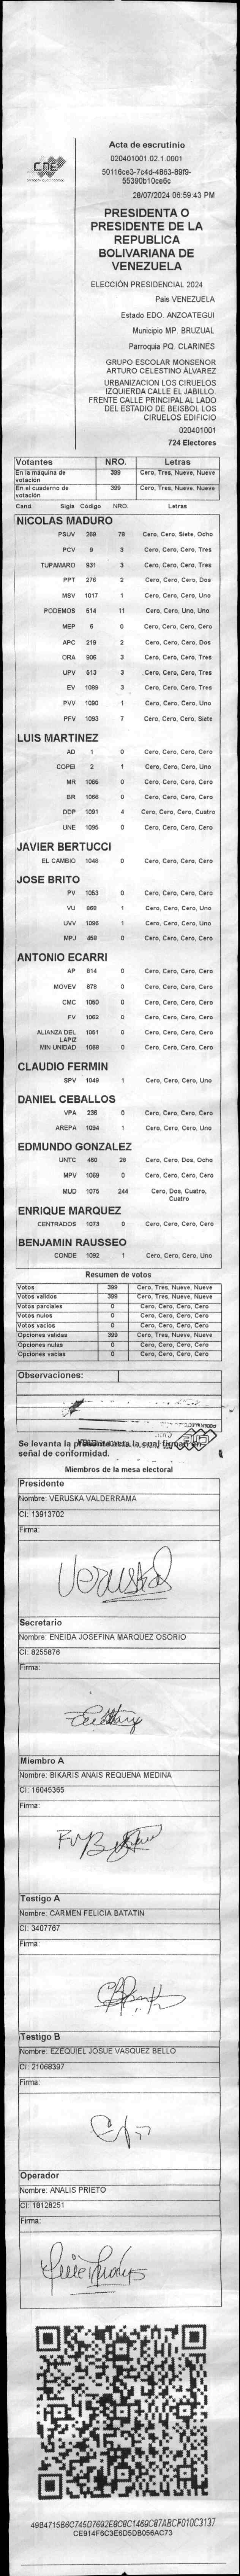 CNE
Acta de escrutinio
020401001.02.1.0001
50116ce3-7c4d-4863-89f9-
55390b10ce6c
28/07/2024 06:59:43 PM
PRESIDENTA O
PRESIDENTE DE LA
REPUBLICA
BOLIVARIANA DE
VENEZUELA
ELECCIÓN PRESIDENCIAL 2024
País VENEZUELA
Estado EDO. ANZOATEGUI
Municipio MP. BRUZUAL
Parroquia PQ. CLARINES
GRUPO ESCOLAR MONSEÑOR
ARTURO CELESTINO ÁLVAREZ
URBANIZACION LOS CIRUELOS
IZQUIERDA CALLE EL JABILLO.
FRENTE CALLE PRINCIPAL AL LADO
DEL ESTADIO DE BEISBOL LOS
CIRUELOS EDIFICIO
020401001
724 Electores
Votantes NRO. Letras
En la maquina de votación 399 Cero, Tres, Nueve, Nueve
En el cuaderno de votación 399 Cero, Tres, Nueve, Nueve
Cand. Sigla Código NRO. Letras
NICOLAS MADURO
PSUV 269 78 Cero, Cero, Siete, Ocho
PCV 9 3 Cero, Cero, Cero, Tres
TUPAMARO 931 3 Cero, Cero, Cero, Tres
PPT 276 2 Cero, Cero, Cero, Dos
MSV 1017 1 Cero, Cero, Cero, Uno
PODEMOS 514 11 Cero, Cero, Uno, Uno
MEP 6 0 Cero, Cero, Cero, Cero
APC 219 2 Cero, Cero, Cero, Dos
ORA 906 3 Cero, Cero, Cero, Tres
UPV 513 3 Cero, Cero, Cero, Tres
EV 1089 3 Cero, Cero, Cero, Tres
PVV 1090 1 Cero, Cero, Cero, Uno
PFV 1093 7 Cero, Cero, Cero, Siete
LUIS MARTINEZ
AD 1 0 Cero, Cero, Cero, Cero
COPEI 2 1 Cero, Cero, Cero, Uno
MR 1065 0 Cero, Cero, Cero, Cero
BR 1066 0 Cero, Cero, Cero, Cero
DDP 1091 4 Cero, Cero, Cero, Cuatro
UNE 1095 0 Cero, Cero, Cero, Cero
JAVIER BERTUCCI
EL CAMBIO 1048 0 Cero, Cero, Cero, Cero
JOSE BRITO
PV 1053 0 Cero, Cero, Cero, Cero
VU 868 1 Cero, Cero, Cero, Uno
UVV 1096 1 Cero, Cero, Cero, Uno
MPJ 459 0 Cero, Cero, Cero, Cero
ANTONIO ECARRI
AP 814 0 Cero, Cero, Cero, Cero
MOVEV 878 0 Cero, Cero, Cero, Cero
CMC 1050 0 Cero, Cero, Cero, Cero
FV 1062 0 Cero, Cero, Cero, Cero
ALIANZA DEL LAPIZ 1051 0 Cero, Cero, Cero, Cero
MIN UNIDAD 1068 0 Cero, Cero, Cero, Cero
CLAUDIO FERMIN
SPV 1049 1 Cero, Cero, Cero, Uno
DANIEL CEBALLOS
VPA 236 0 Cero, Cero, Cero, Cero
AREPA 1094 1 Cero, Cero, Cero, Uno
EDMUNDO GONZALEZ
UNTC 460 28 Cero, Cero, Dos, Ocho
MPV 1069 0 Cero, Cero, Cero, Cero
MUD 1075 244 Cero, Dos, Cuatro, Cuatro
ENRIQUE MARQUEZ
CENTRADOS 1073 0 Cero, Cero, Cero, Cero
BENJAMIN RAUSSEO
CONDE 1092 1 Cero, Cero, Cero, Uno
Resumen de votos
Votos 399 Cero, Tres, Nueve, Nueve
Votos validos 399 Cero, Tres, Nueve, Nueve
Votos parciales 0 Cero, Cero, Cero, Cero
Votos nulos 0 Cero, Cero, Cero, Cero
Votos vacios 0 Cero, Cero, Cero, Cero
Opciones validas 399 Cero, Tres, Nueve, Nueve
Opciones nulas 0 Cero, Cero, Cero, Cero
Opciones vacias 0 Cero, Cero, Cero, Cero
Observaciones:
Se levanta la presente acta, la cual firman en
señal de conformidad.
Miembros de la mesa electoral
Presidente
Nombre: VERUSKA VALDERRAMA
CI: 13913702
Firma:
Veruska
Secretario
Nombre: ENEIDA JOSEFINA MARQUEZ OSORIO
CI: 8255876
Firma:
Miembro A
Nombre: BIKARIS ANAIS REQUENA MEDINA
CI: 16045365
Firma:
Testigo A
Nombre: CARMEN FELICIA BATATIN
CI: 3407767
Firma:
Testigo B
Nombre: EZEQUIEL JOSUE VASQUEZ BELLO
CI: 21068397
Firma:
Operador
Nombre: ANALIS PRIETO
CI: 18128251
Firma:
49B4715B6C745D7692E8C8C1469C87ABCF010C3137
CE914F6C3E6D5DB056AC73